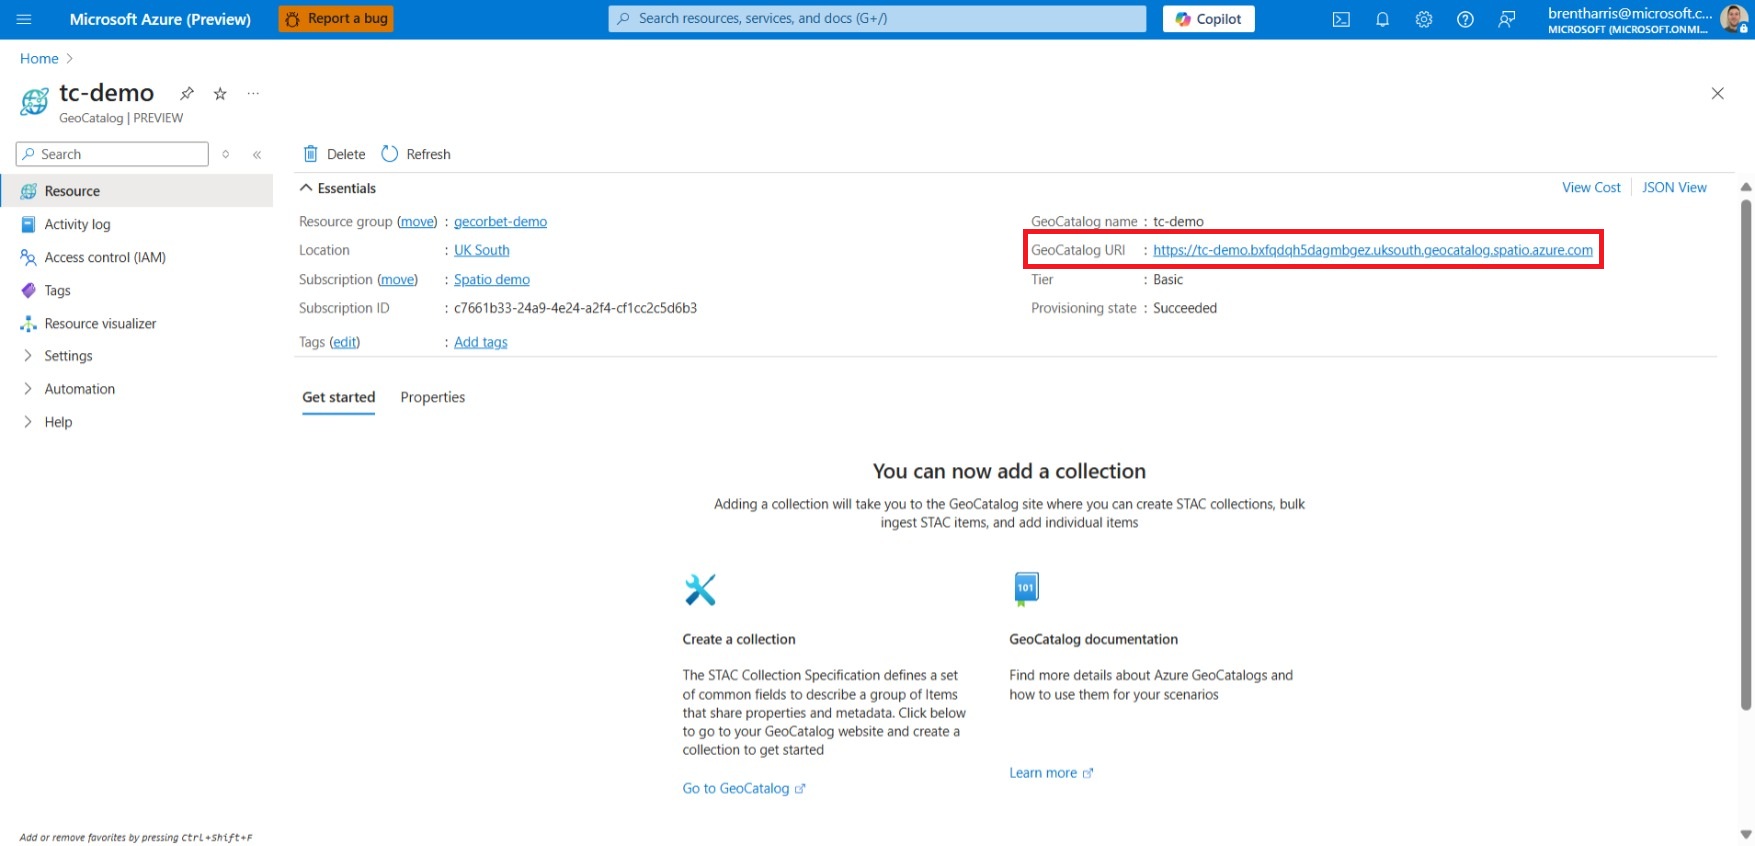 Microsoft Azure (Preview)
Report a bug
Search resources, services, and docs (G+/)
Copilot
brentharris@microsoft.c...
MICROSOFT (MICROSOFT.ONMI...
Home
tc-demo
GeoCatalog | PREVIEW
Search
Delete
Refresh
Resource
Activity log
Access control (IAM)
Tags
Resource visualizer
Settings
Automation
Help
Essentials
View Cost
JSON View
Resource group (move) : gecorbet-demo
Location : UK South
Subscription (move) : Spatio demo
Subscription ID : c7661b33-24a9-4e24-a2f4-cf1cc2c5d6b3
Tags (edit) : Add tags
GeoCatalog name : tc-demo
GeoCatalog URI : https://tc-demo.bxfqdqh5dagmbgez.uksouth.geocatalog.spatio.azure.com
Tier : Basic
Provisioning state : Succeeded
Get started
Properties
You can now add a collection
Adding a collection will take you to the GeoCatalog site where you can create STAC collections, bulk
ingest STAC items, and add individual items
101
Create a collection
The STAC Collection Specification defines a set
of common fields to describe a group of Items
that share properties and metadata. Click below
to go to your GeoCatalog website and create a
collection to get started
Go to GeoCatalog
GeoCatalog documentation
Find more details about Azure GeoCatalogs and
how to use them for your scenarios
Learn more
Add or remove favorites by pressing Ctrl+Shift+F